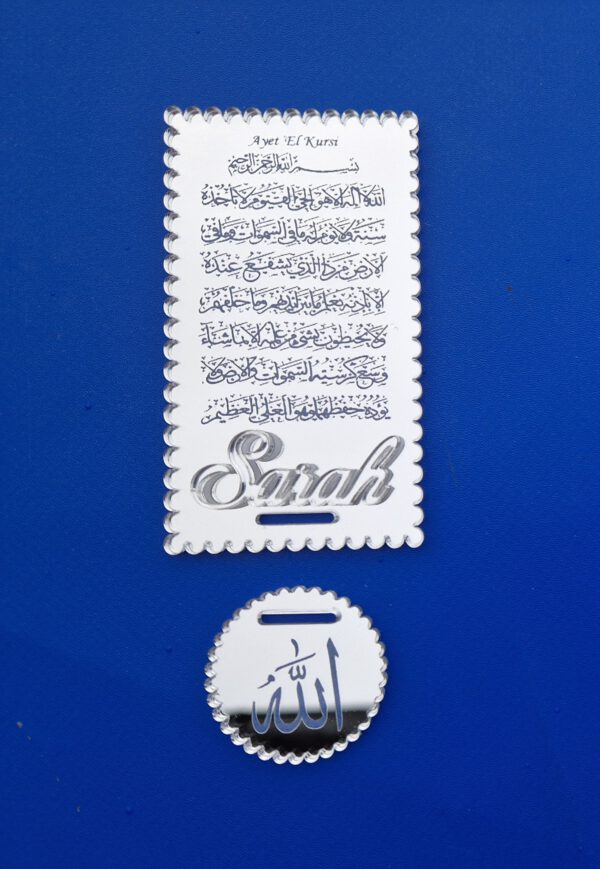 Ayet El Kursi
بسم الله الرحمن الرحيم
الله لا إله إلا هو الحي القيوم لا تأخذه
سنة ولا نوم له ما في السموات وما في
الأرض من ذا الذي يشفع عنده
إلا بإذنه يعلم ما بين أيديهم وما خلفهم
ولا يحيطون بشيء من علمه إلا بما شاء
وسع كرسيه السموات والأرض ولا
يؤده حفظهما وهو العلي العظيم
Sarah
الله